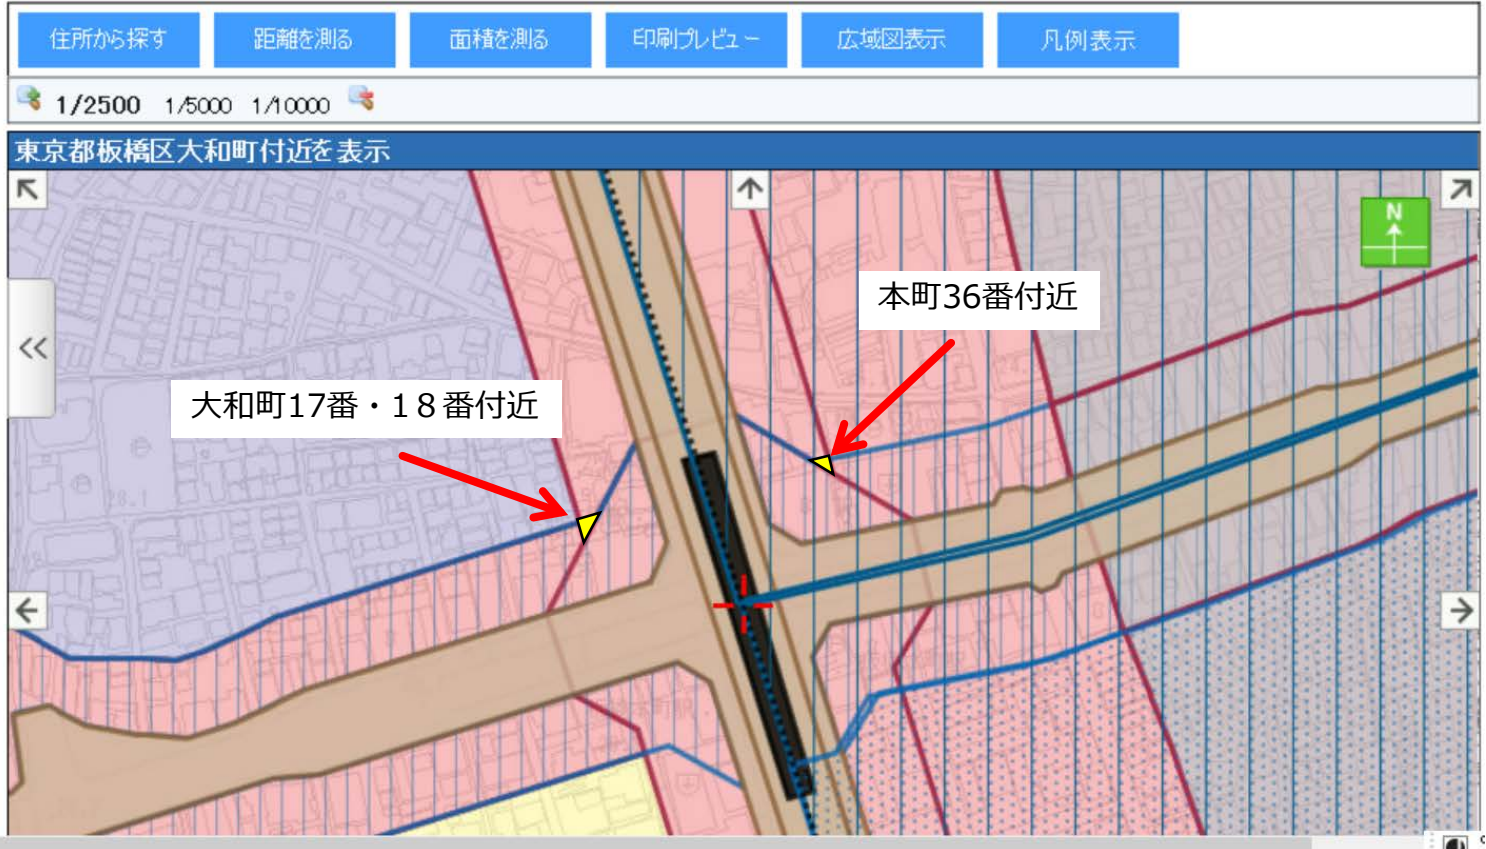 住所から探す 距離を測る 面積を測る 印刷プレビュー 広域図表示 凡例表示
1/2500 1/5000 1/10000
東京都板橋区大和町付近を表示
N
本町36番付近
<<
大和町17番・1８番付近